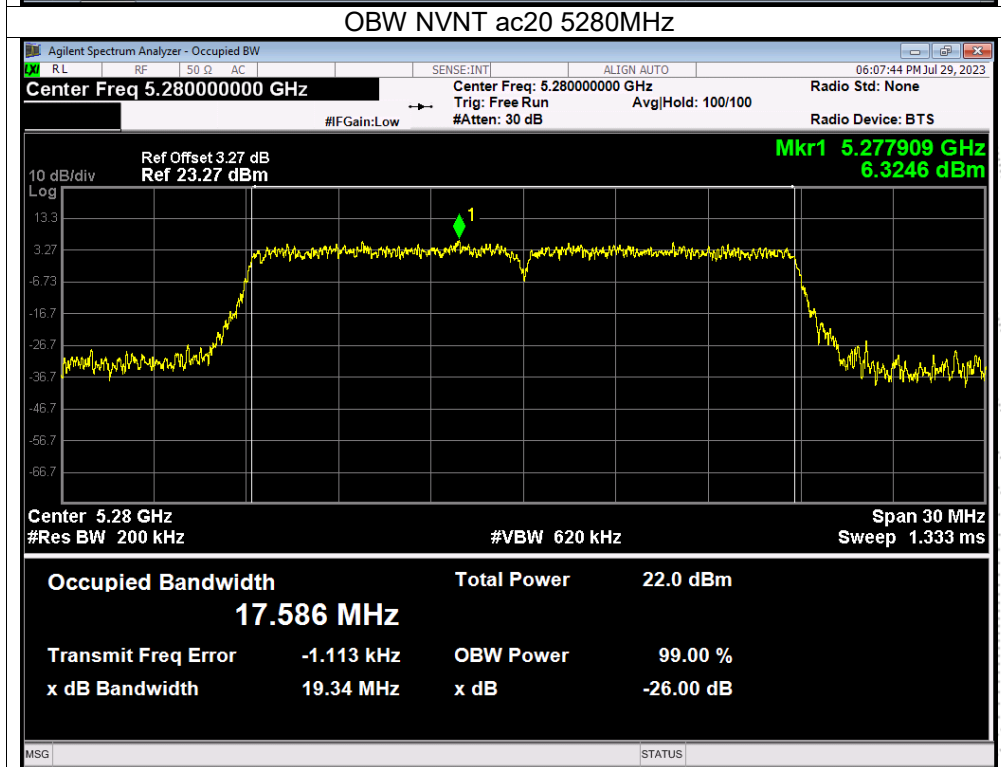 OBW NVNT ac20 5280MHz
Agilent Spectrum Analyzer - Occupied BW
LXI RL RF 50 Ω AC SENSE:INT ALIGN AUTO 06:07:44 PM Jul 29, 2023
Center Freq 5.280000000 GHz Center Freq: 5.280000000 GHz Radio Std: None
Trig: Free Run Avg|Hold: 100/100
#IFGain:Low #Atten: 30 dB Radio Device: BTS
Mkr1 5.277909 GHz
6.3246 dBm
Ref Offset 3.27 dB
10 dB/div Ref 23.27 dBm
Log
13.3
3.27
-6.73
-16.7
-26.7
-36.7
-46.7
-56.7
-66.7
1
Center 5.28 GHz Span 30 MHz
#Res BW 200 kHz #VBW 620 kHz Sweep 1.333 ms
Occupied Bandwidth Total Power 22.0 dBm
17.586 MHz
Transmit Freq Error -1.113 kHz OBW Power 99.00 %
x dB Bandwidth 19.34 MHz x dB -26.00 dB
MSG STATUS